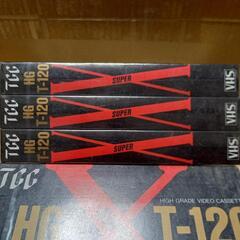 TCC HG T-120 SUPER VHS
TCC HG T-120 SUPER VHS
TCC HG T-120 SUPER VHS
TCC
HIGH GRADE VIDEO CASSETTE
HG X T-120